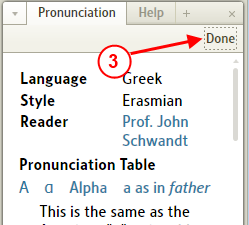 Pronunciation Help + ×
Done
3
Language Greek
Style Erasmian
Reader Prof. John
Schwandt
Pronunciation Table
Α α Alpha a as in father
This is the same as the